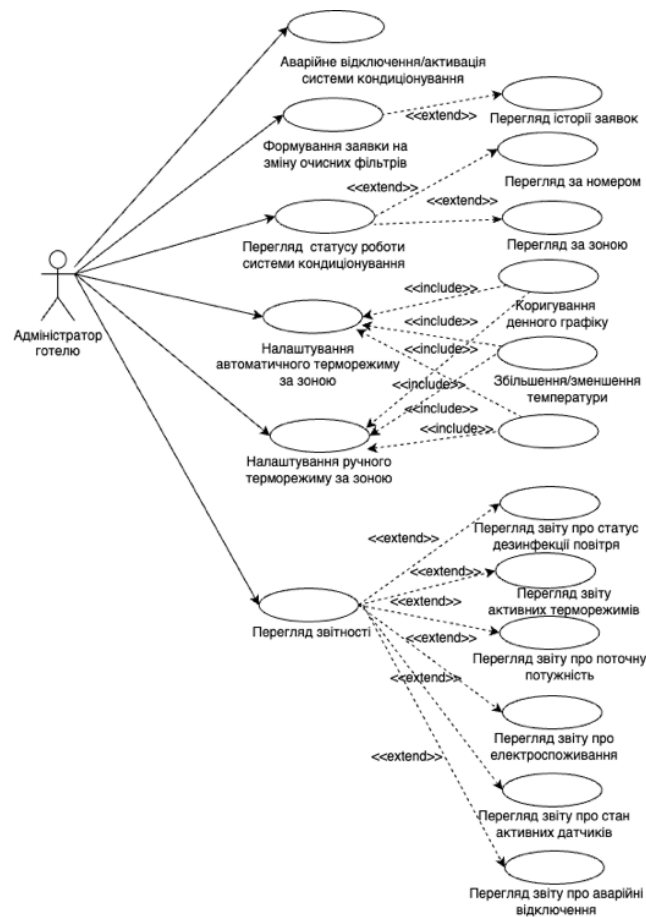 Аварійне відключення/активація
системи кондиціонування
<<extend>>
Перегляд історії заявок
Формування заявки на
зміну очисних фільтрів
<<extend>>
Перегляд за номером
<<extend>>
Перегляд статусу роботи
системи кондиціонування
Перегляд за зоною
Адміністратор
готелю
<<include>>
Коригування
денного графіку
<<include>>
Налаштування
автоматичного терморежиму
за зоною
<<include>>
<<include>>
Збільшення/зменшення
температури
<<include>>
<<include>>
Налаштування ручного
терморежиму за зоною
Перегляд звіту про статус
дезинфекції повітря
<<extend>>
<<extend>>
Перегляд звіту
активних терморежимів
<<extend>>
Перегляд звітності
<<extend>>
Перегляд звіту про поточну
потужність
<<extend>>
Перегляд звіту про
електроспоживання
<<extend>>
Перегляд звіту про стан
активних датчиків
Перегляд звіту про аварійні
відключення